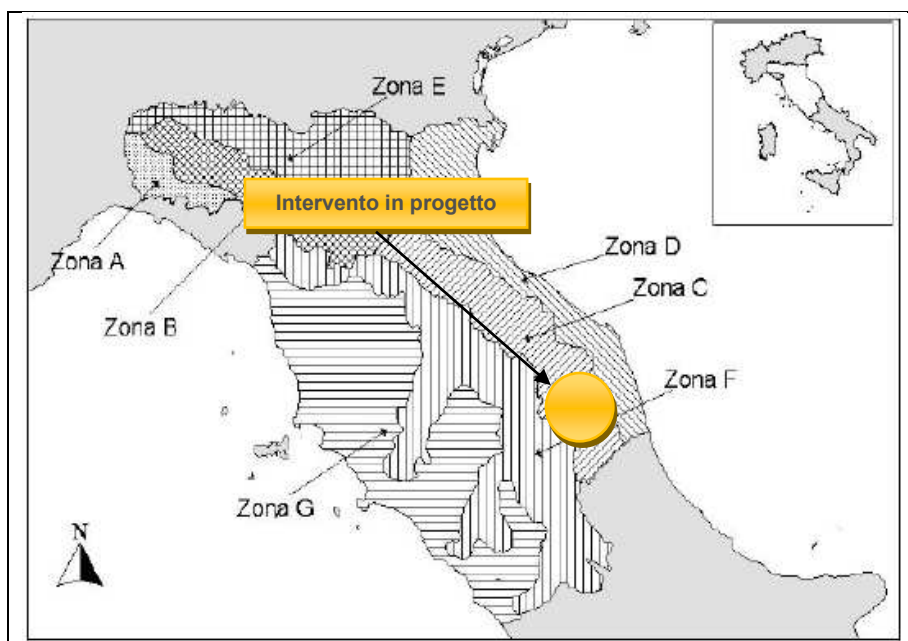 Zona E
Intervento in progetto
Zona A
Zona D
Zona C
Zona B
Zona F
Zona G
N